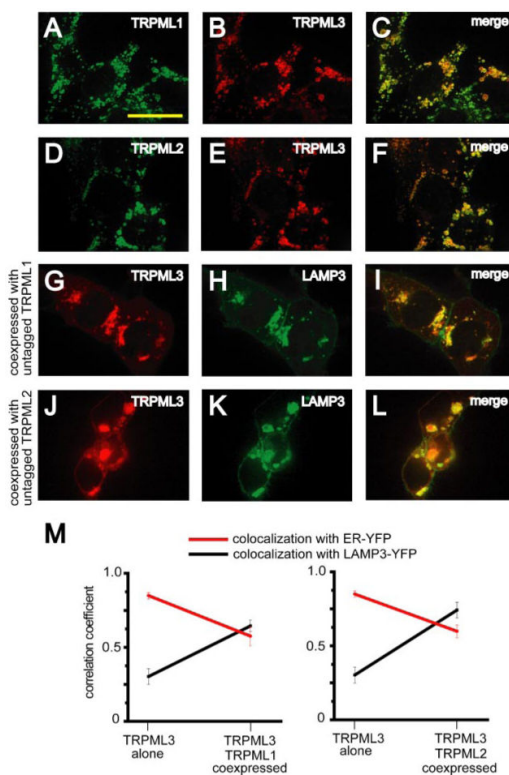 A TRPML1
B TRPML3
C merge
D TRPML2
E TRPML3
F merge
coexpressed with
untagged TRPML1
G TRPML3
H LAMP3
I merge
coexpressed with
untagged TRPML2
J TRPML3
K LAMP3
L merge
M
colocalization with ER-YFP
colocalization with LAMP3-YFP
correlation coefficient
1.0
0.5
0
TRPML3
alone
TRPML3
TRPML1
coexpressed
1.0
0.5
0
TRPML3
alone
TRPML3
TRPML2
coexpressed